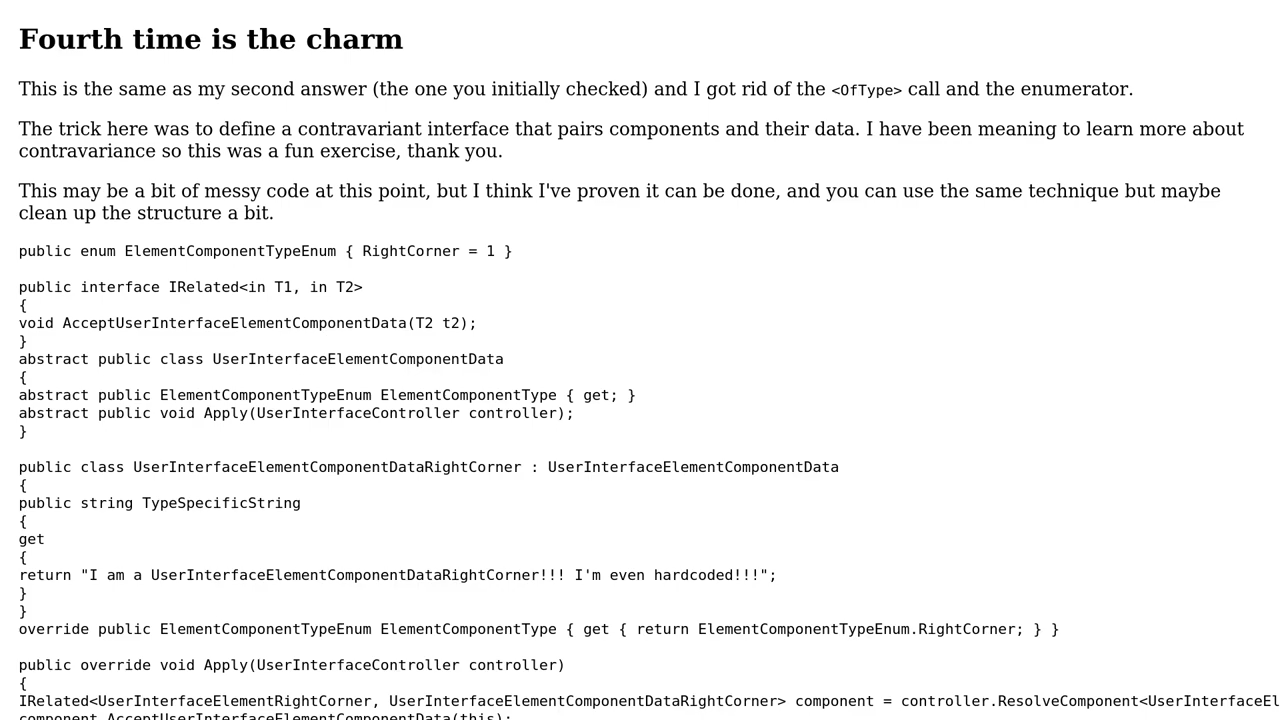 Fourth time is the charm
This is the same as my second answer (the one you initially checked) and I got rid of the <OfType> call and the enumerator.
The trick here was to define a contravariant interface that pairs components and their data. I have been meaning to learn more about
contravariance so this was a fun exercise, thank you.
This may be a bit of messy code at this point, but I think I've proven it can be done, and you can use the same technique but maybe
clean up the structure a bit.
public enum ElementComponentTypeEnum { RightCorner = 1 }
public interface IRelated<in T1, in T2>
{
void AcceptUserInterfaceElementComponentData(T2 t2);
}
abstract public class UserInterfaceElementComponentData
{
abstract public ElementComponentTypeEnum ElementComponentType { get; }
abstract public void Apply(UserInterfaceController controller);
}
public class UserInterfaceElementComponentDataRightCorner : UserInterfaceElementComponentData
{
public string TypeSpecificString
{
get
{
return "I am a UserInterfaceElementComponentDataRightCorner!!! I'm even hardcoded!!!";
}
}
override public ElementComponentTypeEnum ElementComponentType { get { return ElementComponentTypeEnum.RightCorner; } }
public override void Apply(UserInterfaceController controller)
{
IRelated<UserInterfaceElementRightCorner, UserInterfaceElementComponentDataRightCorner> component = controller.ResolveComponent<UserInterfaceEl
component.AcceptUserInterfaceElementComponentData(this);